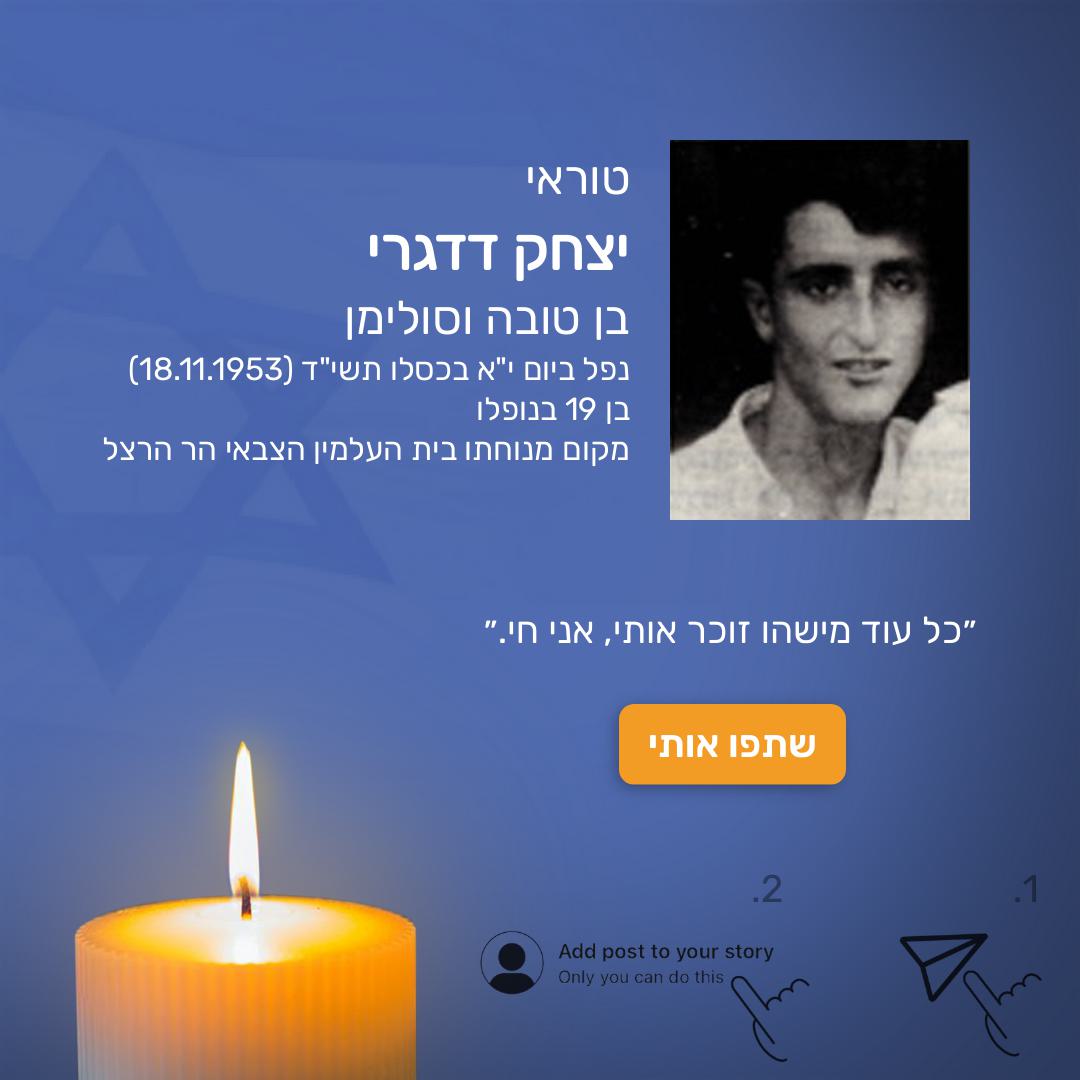 טוראי
יצחק דדגרי
בן טובה וסולימן
נפל ביום י"א בכסלו תשי"ד (18.11.1953)
בן 19 בנופלו
מקום מנוחתו בית העלמין הצבאי הר הרצל
״כל עוד מישהו זוכר אותי, אני חי.״
שתפו אותי
1.
2.
Add post to your story
Only you can do this